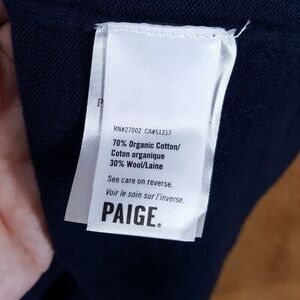 P
RN#27002 CA#51217
70% Organic Cotton/
Coton organique
30% Wool/Laine
See care on reverse.
Voir le soin sur l'inverse.
PAIGE.